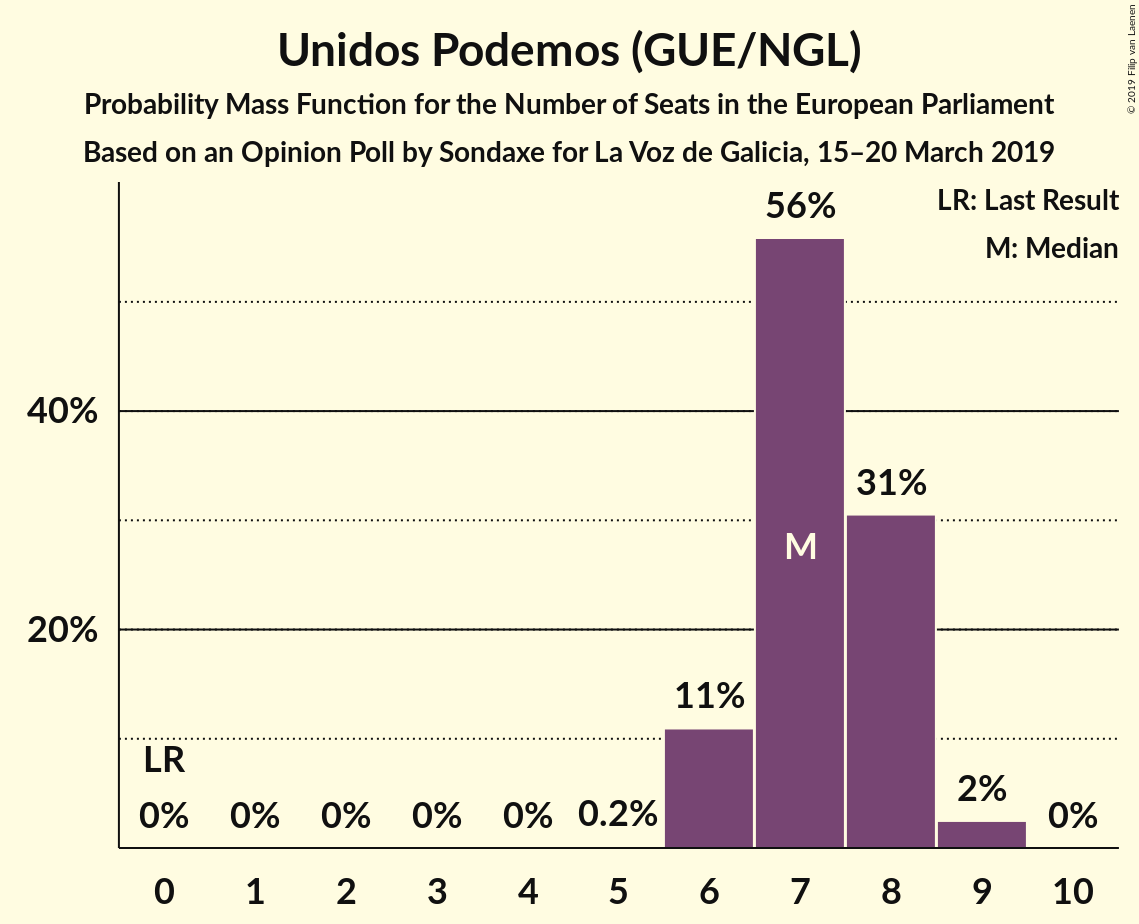 Unidos Podemos (GUE/NGL)
Probability Mass Function for the Number of Seats in the European Parliament
Based on an Opinion Poll by Sondaxe for La Voz de Galicia, 15–20 March 2019
© 2019 Filip van Laenen
LR: Last Result
M: Median
56%
40%
31%
M
20%
11%
LR
2%
0% 0% 0% 0% 0% 0.2% 0%
0 1 2 3 4 5 6 7 8 9 10